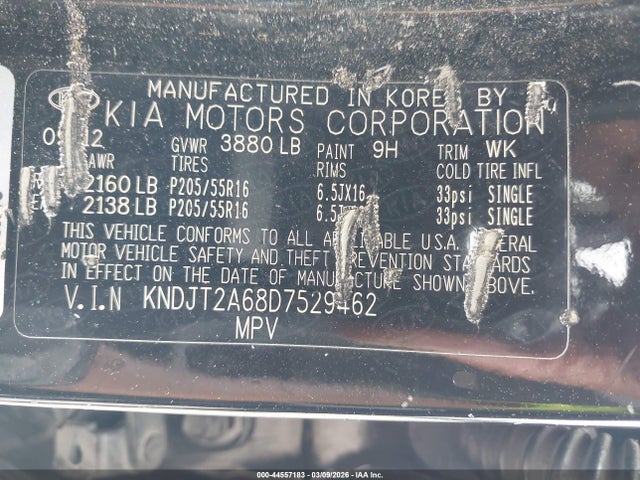 MANUFACTURED IN KOREA BY
KIA MOTORS CORPORATION
GVWR 3880 LB PAINT 9H TRIM WK
TIRES RIMS COLD TIRE INFL
2160 LB P205/55R16 6.5JX16 33psi SINGLE
2138 LB P205/55R16 33psi SINGLE
THIS VEHICLE CONFORMS TO ALL APPLICABLE U.S.A. FEDERAL
MOTOR VEHICLE SAFETY AND THEFT PREVENTION STANDARDS
IN EFFECT ON THE DATE OF MANUFACTURE SHOWN ABOVE.
V.I.N KNDJT2A68D7529462
MPV
000-44557183 - 03/09/2026 - Copyright © IAA, LLC